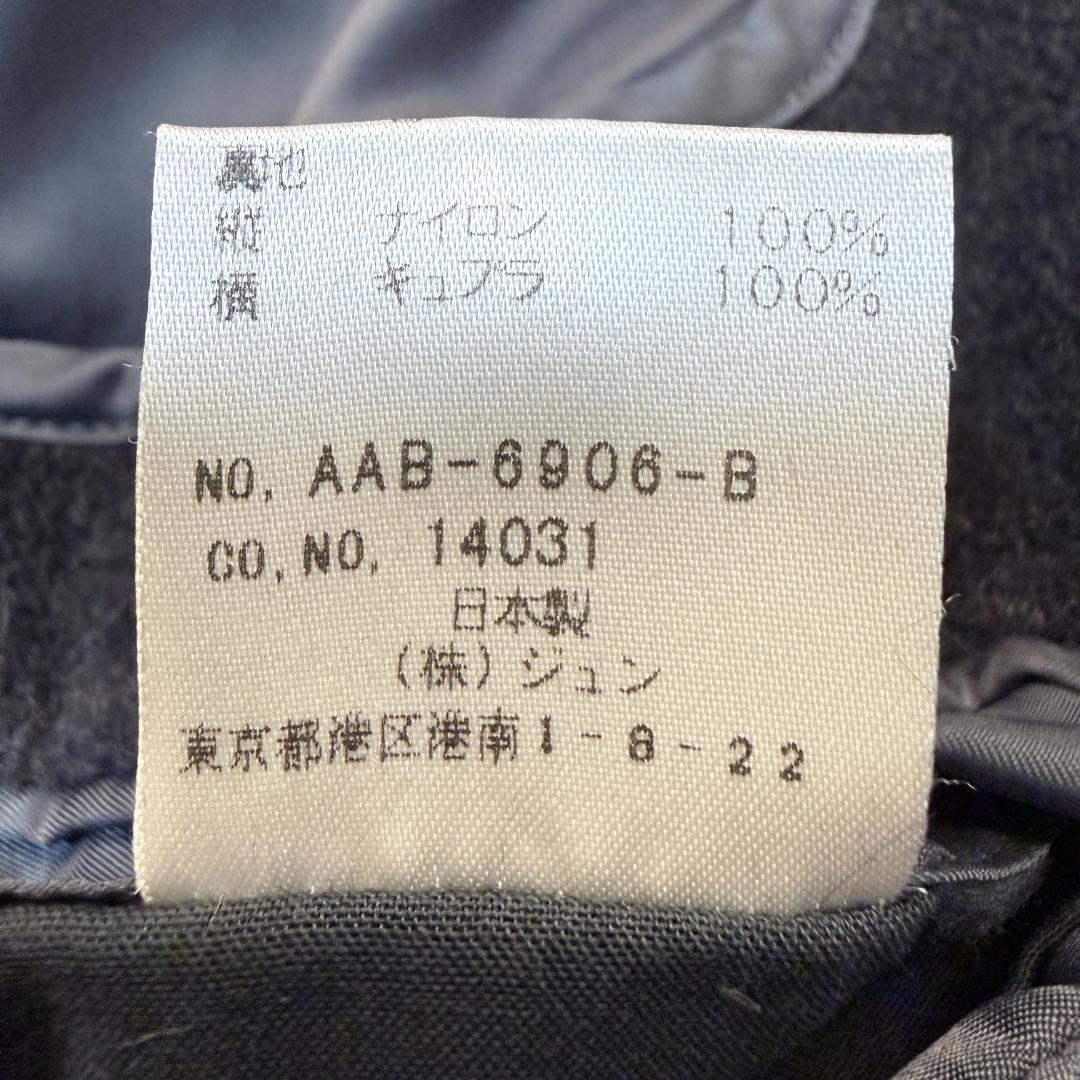 裏地
縦 ナイロン 100%
横 キュプラ 100%
NO. AAB-6906-B
CO.NO. 14031
日本製
(株)ジュン
東京都港区港南1-8-22